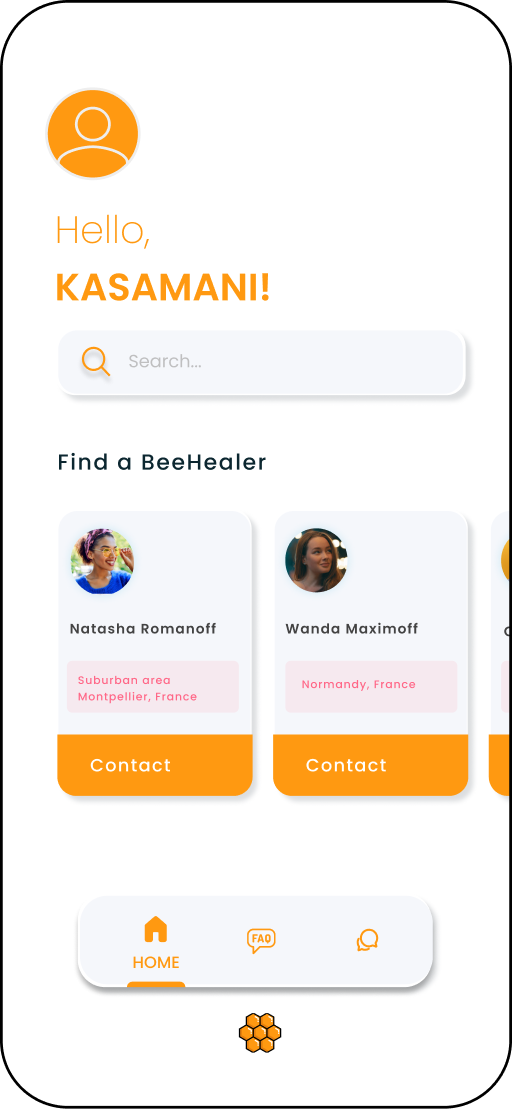 Hello,
KASAMANI!
Search...
Find a BeeHealer
Natasha Romanoff
Wanda Maximoff
Suburban area
Montpellier, France
Normandy, France
Contact
Contact
FAQ
HOME